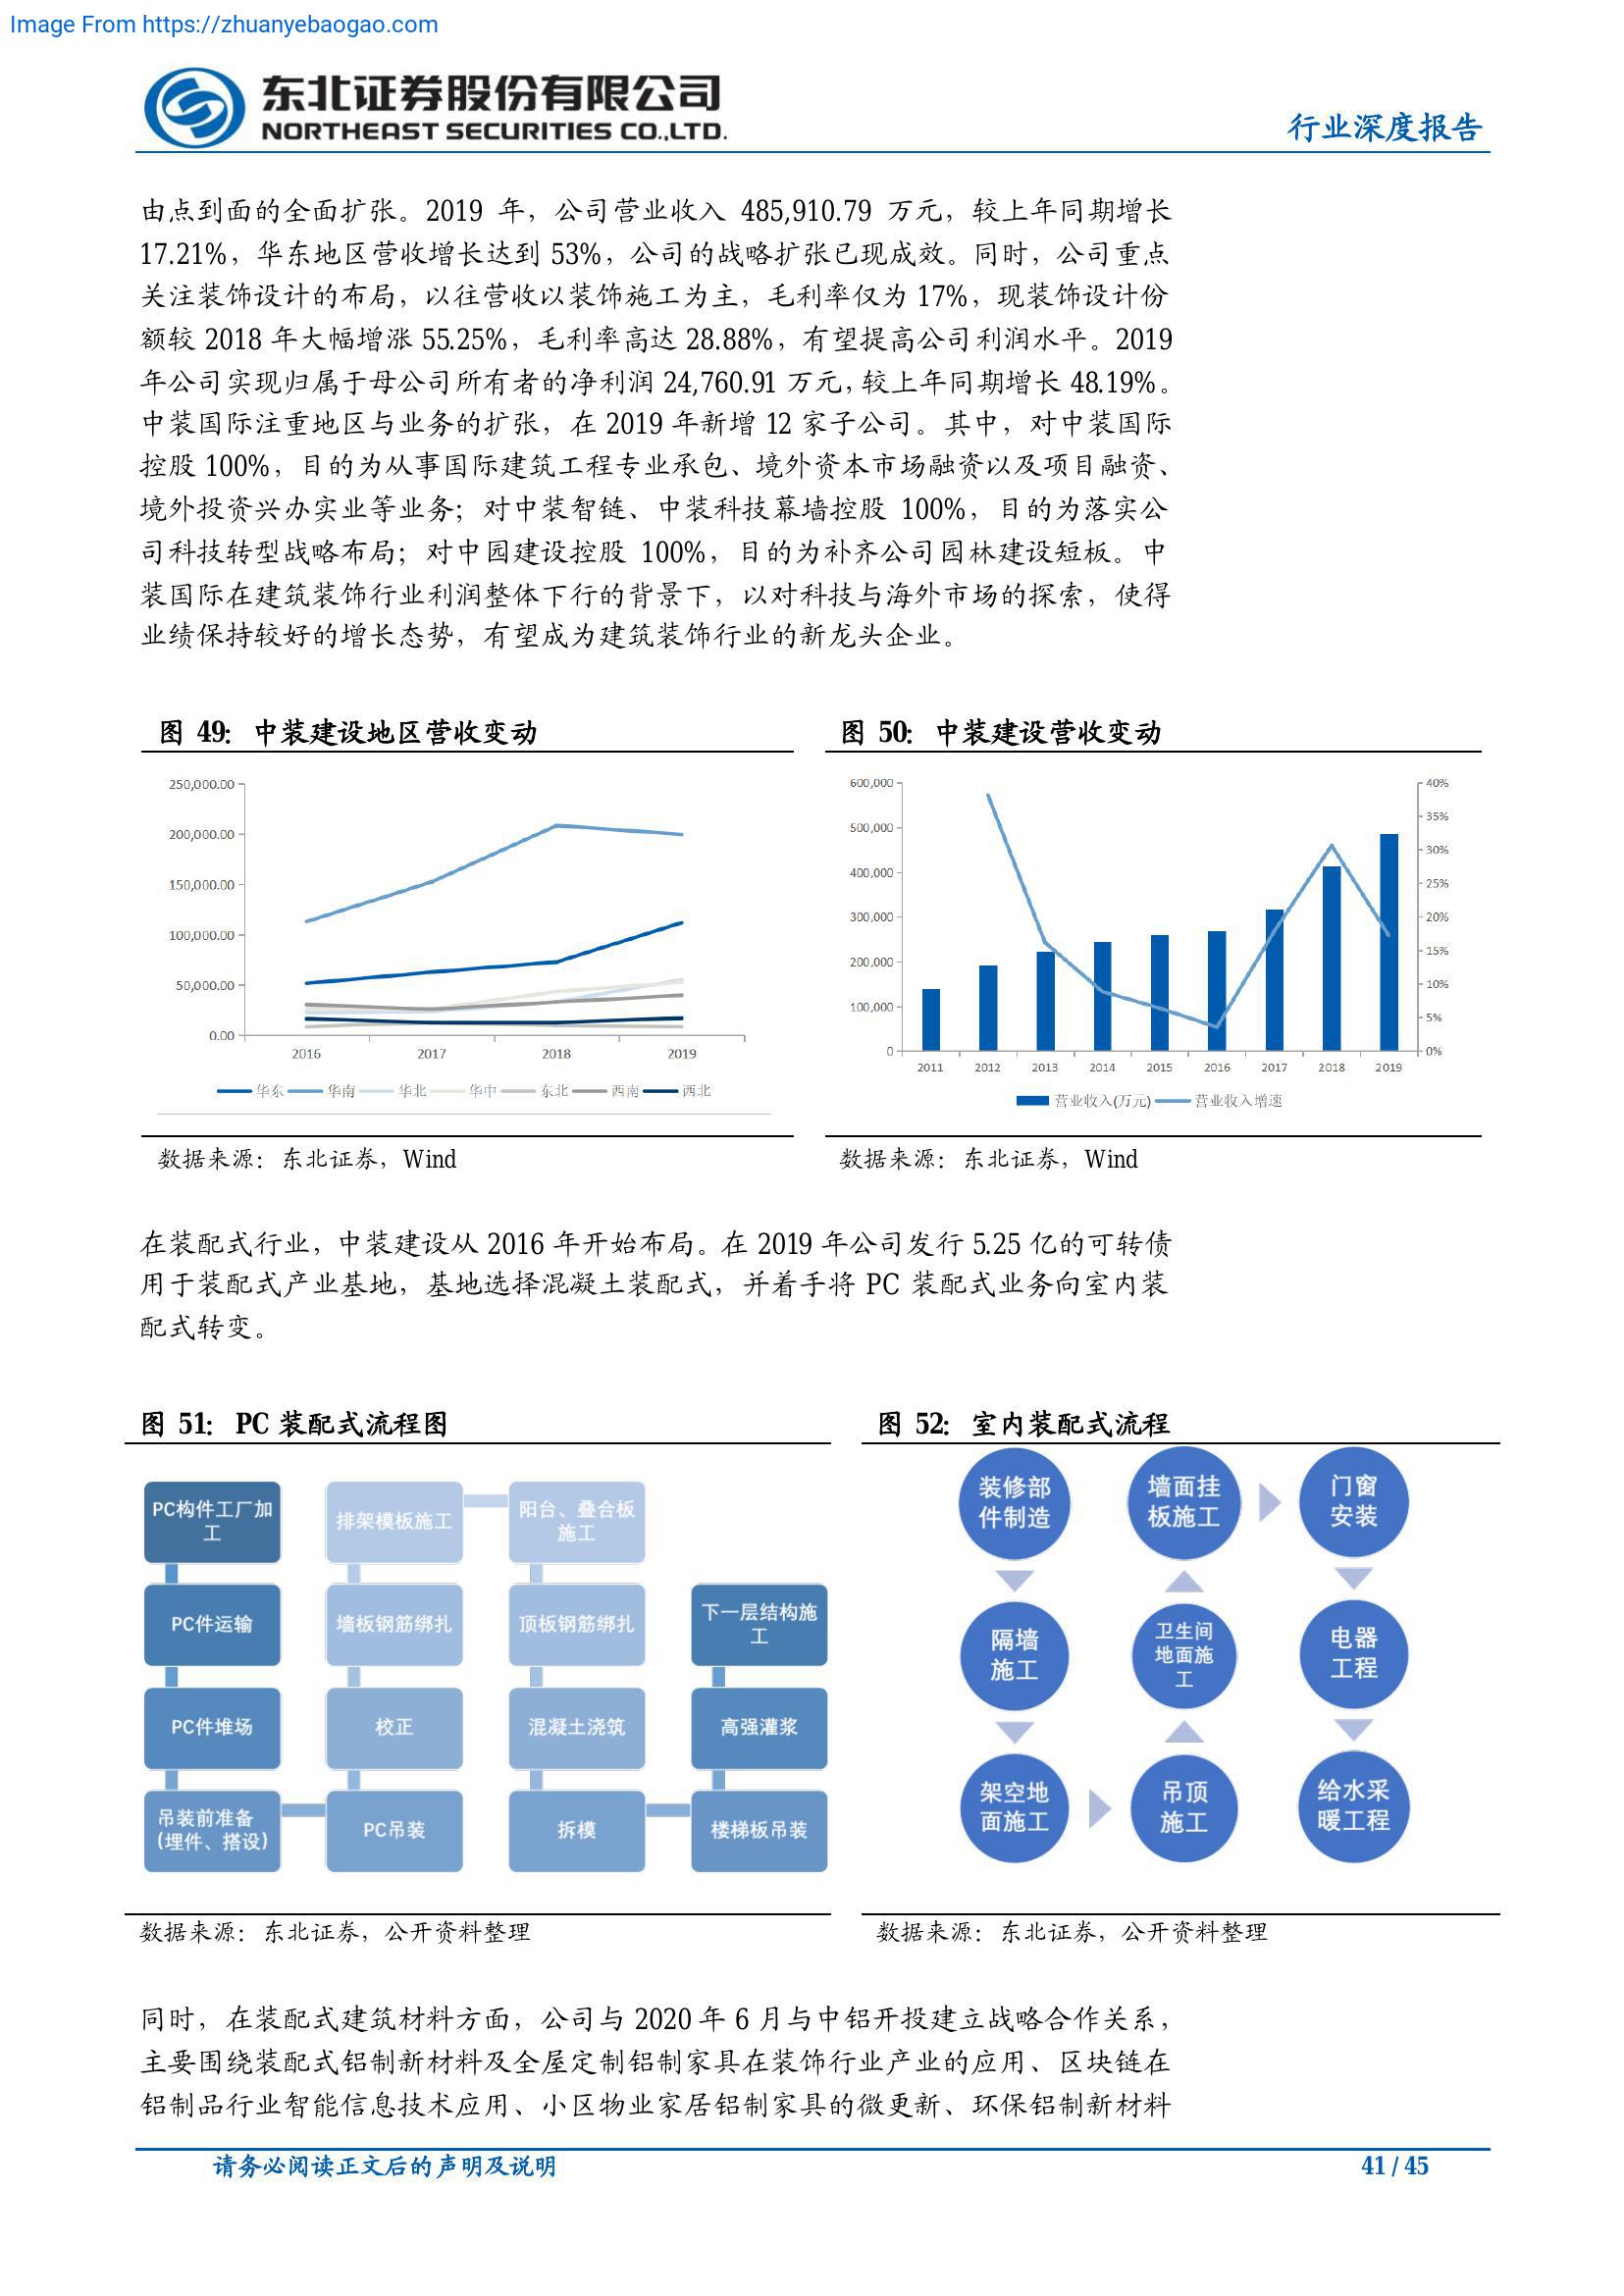 Image From https://zhuanyebaogao.com
东北证券股份有限公司
NORTHEAST SECURITIES CO.,LTD.
行业深度报告
由点到面的全面扩张。2019 年，公司营业收入 485,910.79 万元，较上年同期增长
17.21%，华东地区营收增长达到 53%，公司的战略扩张已现成效。同时，公司重点
关注装饰设计的布局，以往营收以装饰施工为主，毛利率仅为 17%，现装饰设计份
额较 2018 年大幅增涨 55.25%，毛利率高达 28.88%，有望提高公司利润水平。2019
年公司实现归属于母公司所有者的净利润 24,760.91 万元，较上年同期增长 48.19%。
中装国际注重地区与业务的扩张，在 2019 年新增 12 家子公司。其中，对中装国际
控股 100%，目的为从事国际建筑工程专业承包、境外资本市场融资以及项目融资、
境外投资兴办实业等业务；对中装智链、中装科技幕墙控股 100%，目的为落实公
司科技转型战略布局；对中园建设控股 100%，目的为补齐公司园林建设短板。中
装国际在建筑装饰行业利润整体下行的背景下，以对科技与海外市场的探索，使得
业绩保持较好的增长态势，有望成为建筑装饰行业的新龙头企业。
图 49：中装建设地区营收变动
250,000.00
200,000.00
150,000.00
100,000.00
50,000.00
0.00
2016 2017 2018 2019
华东 华南 华北 华中 东北 西南 西北
数据来源：东北证券，Wind
图 50：中装建设营收变动
600,000
500,000
400,000
300,000
200,000
100,000
0
40%
35%
30%
25%
20%
15%
10%
5%
0%
2011 2012 2013 2014 2015 2016 2017 2018 2019
营业收入(万元) 营业收入增速
数据来源：东北证券，Wind
在装配式行业，中装建设从 2016 年开始布局。在 2019 年公司发行 5.25 亿的可转债
用于装配式产业基地，基地选择混凝土装配式，并着手将 PC 装配式业务向室内装
配式转变。
图 51：PC 装配式流程图
PC构件工厂加
工
PC件运输
PC件堆场
吊装前准备
(埋件、搭设)
PC吊装
校正
墙板钢筋绑扎
排架模板施工
阳台、叠合板
施工
顶板钢筋绑扎
混凝土浇筑
拆模
楼梯板吊装
高强灌浆
下一层结构施
工
数据来源：东北证券，公开资料整理
图 52：室内装配式流程
装修部
件制造
隔墙
施工
架空地
面施工
吊顶
施工
卫生间
地面施
工
墙面挂
板施工
门窗
安装
电器
工程
给水采
暖工程
数据来源：东北证券，公开资料整理
同时，在装配式建筑材料方面，公司与 2020 年 6 月与中铝开投建立战略合作关系，
主要围绕装配式铝制新材料及全屋定制铝制家具在装饰行业产业的应用、区块链在
铝制品行业智能信息技术应用、小区物业家居铝制家具的微更新、环保铝制新材料
请务必阅读正文后的声明及说明
41 / 45